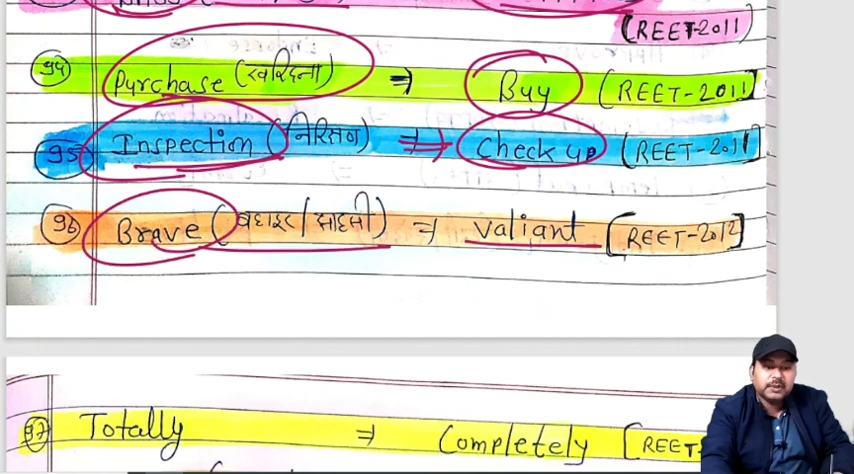 (REET-2011)
94 Purchase (खरिदना) ⇒ Buy (REET-2011)
95 Inspection (निरिक्षण) ⇒ Check up (REET-2011)
96 Brave (बहादुर/साहसी) ⇒ valiant [REET-2012]
97 Totally ⇒ Completely [REET-